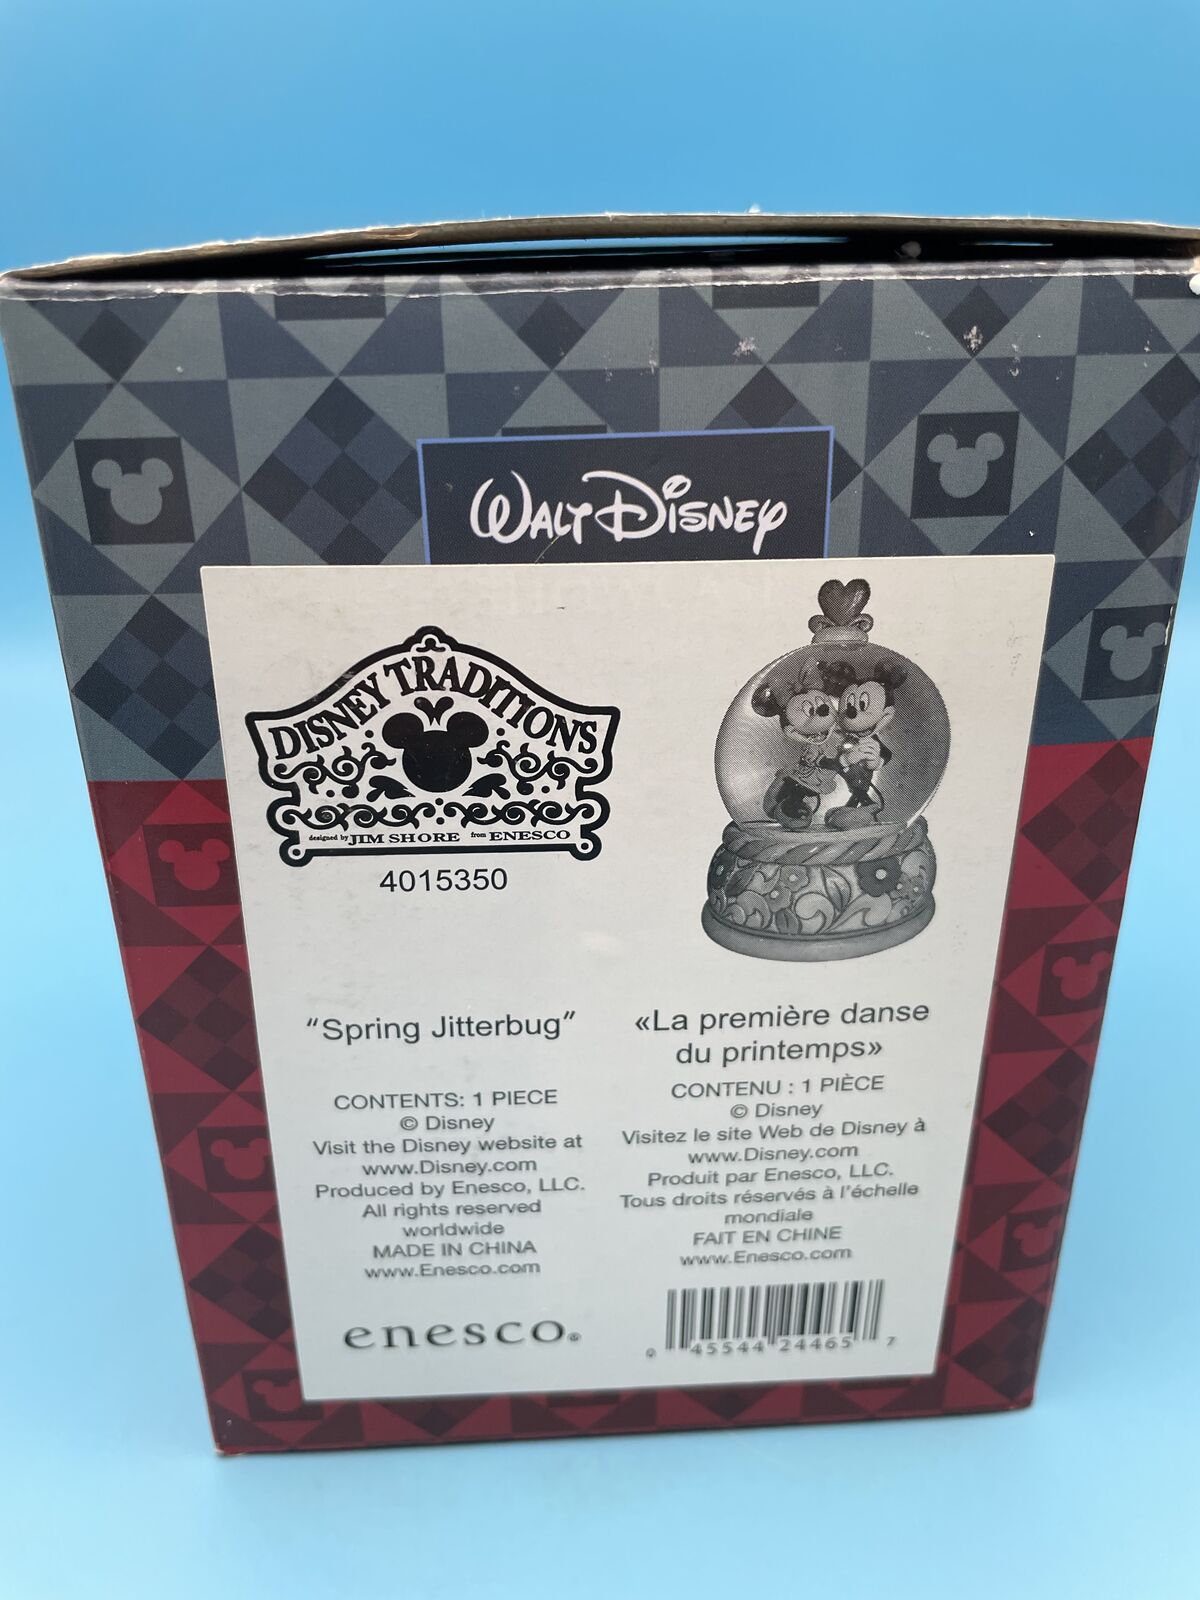 WALT DISNEY
DISNEY TRADITIONS
designed by JIM SHORE from ENESCO
4015350
"Spring Jitterbug"
CONTENTS: 1 PIECE
© Disney
Visit the Disney website at
www.Disney.com
Produced by Enesco, LLC.
All rights reserved
worldwide
MADE IN CHINA
www.Enesco.com
enesco®
«La première danse
du printemps»
CONTENU : 1 PIÈCE
© Disney
Visitez le site Web de Disney à
www.Disney.com
Produit par Enesco, LLC.
Tous droits réservés à l'échelle
mondiale
FAIT EN CHINE
www.Enesco.com
0 45544 24465 7